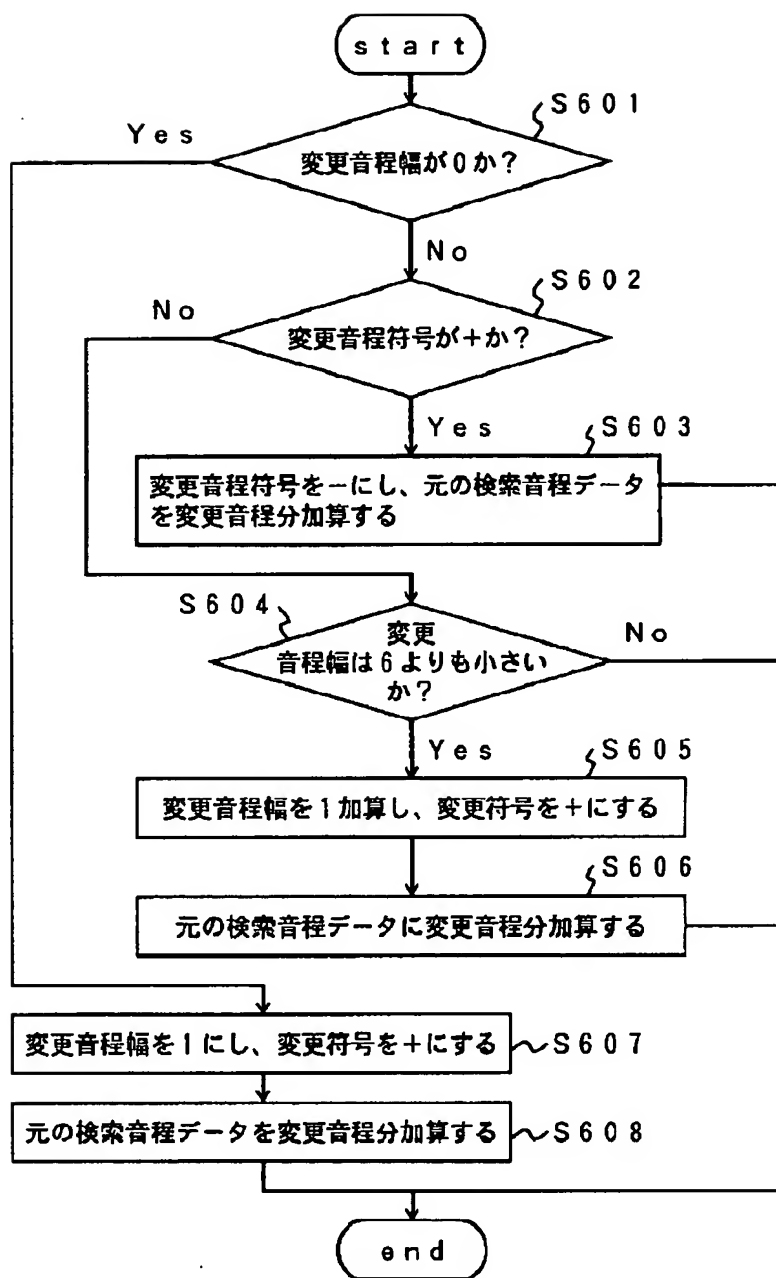 start
S601
Yes
変更音程幅が0か?
No
S602
No
変更音程符号が+か?
Yes
S603
変更音程符号を-にし、元の検索音程データ
を変更音程分加算する
S604
変更
音程幅は6よりも小さい
か?
No
Yes
S605
変更音程幅を1加算し、変更符号を+にする
S606
元の検索音程データに変更音程分加算する
変更音程幅を1にし、変更符号を+にする
S607
元の検索音程データを変更音程分加算する
S608
end